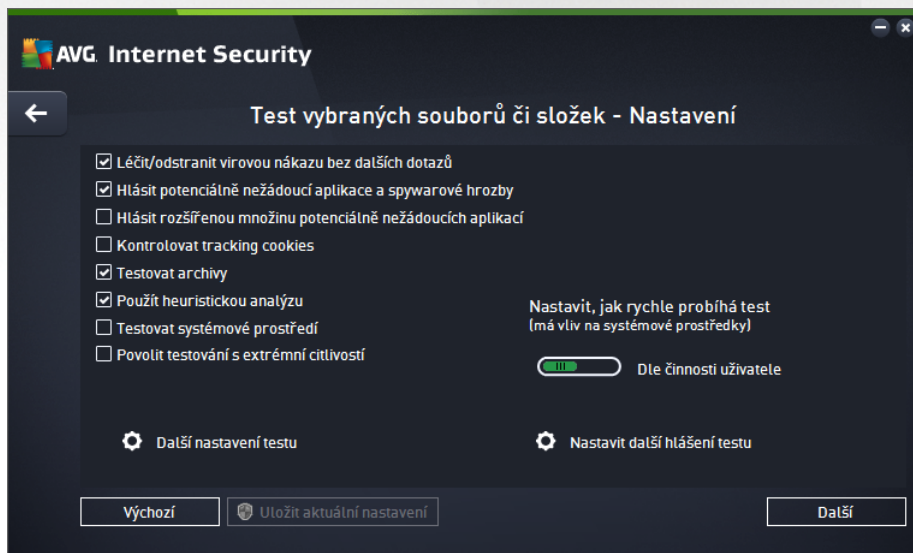 AVG. Internet Security
Test vybraných souborů či složek - Nastavení
Léčit/odstranit virovou nákazu bez dalších dotazů
Hlásit potenciálně nežádoucí aplikace a spywarové hrozby
Hlásit rozšířenou množinu potenciálně nežádoucích aplikací
Kontrolovat tracking cookies
Testovat archivy
Použít heuristickou analýzu
Testovat systémové prostředí
Povolit testování s extrémní citlivostí
Nastavit, jak rychle probíhá test
(má vliv na systémové prostředky)
Dle činnosti uživatele
Další nastavení testu
Nastavit další hlášení testu
Výchozí
Uložit aktuální nastavení
Další